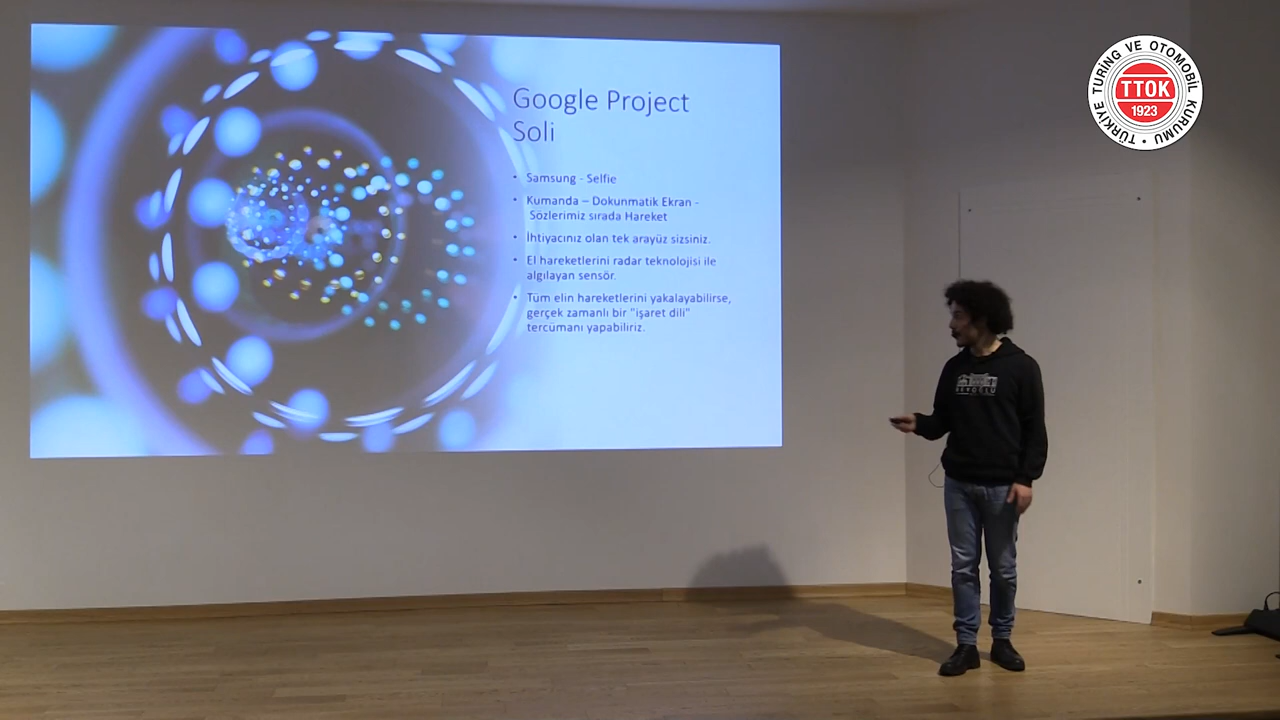 Google Project
Soli
• Samsung - Selfie
• Kumanda – Dokunmatik Ekran -
Sözlerimiz sırada Hareket
• İhtiyacınız olan tek arayüz sizsiniz.
• El hareketlerini radar teknolojisi ile
algılayan sensör.
• Tüm elin hareketlerini yakalayabilirse,
gerçek zamanlı bir "işaret dili"
tercümanı yapabiliriz.
TÜRKİYE TURİNG VE OTOMOBİL KURUMU
TTOK
1923
BEYOĞLU